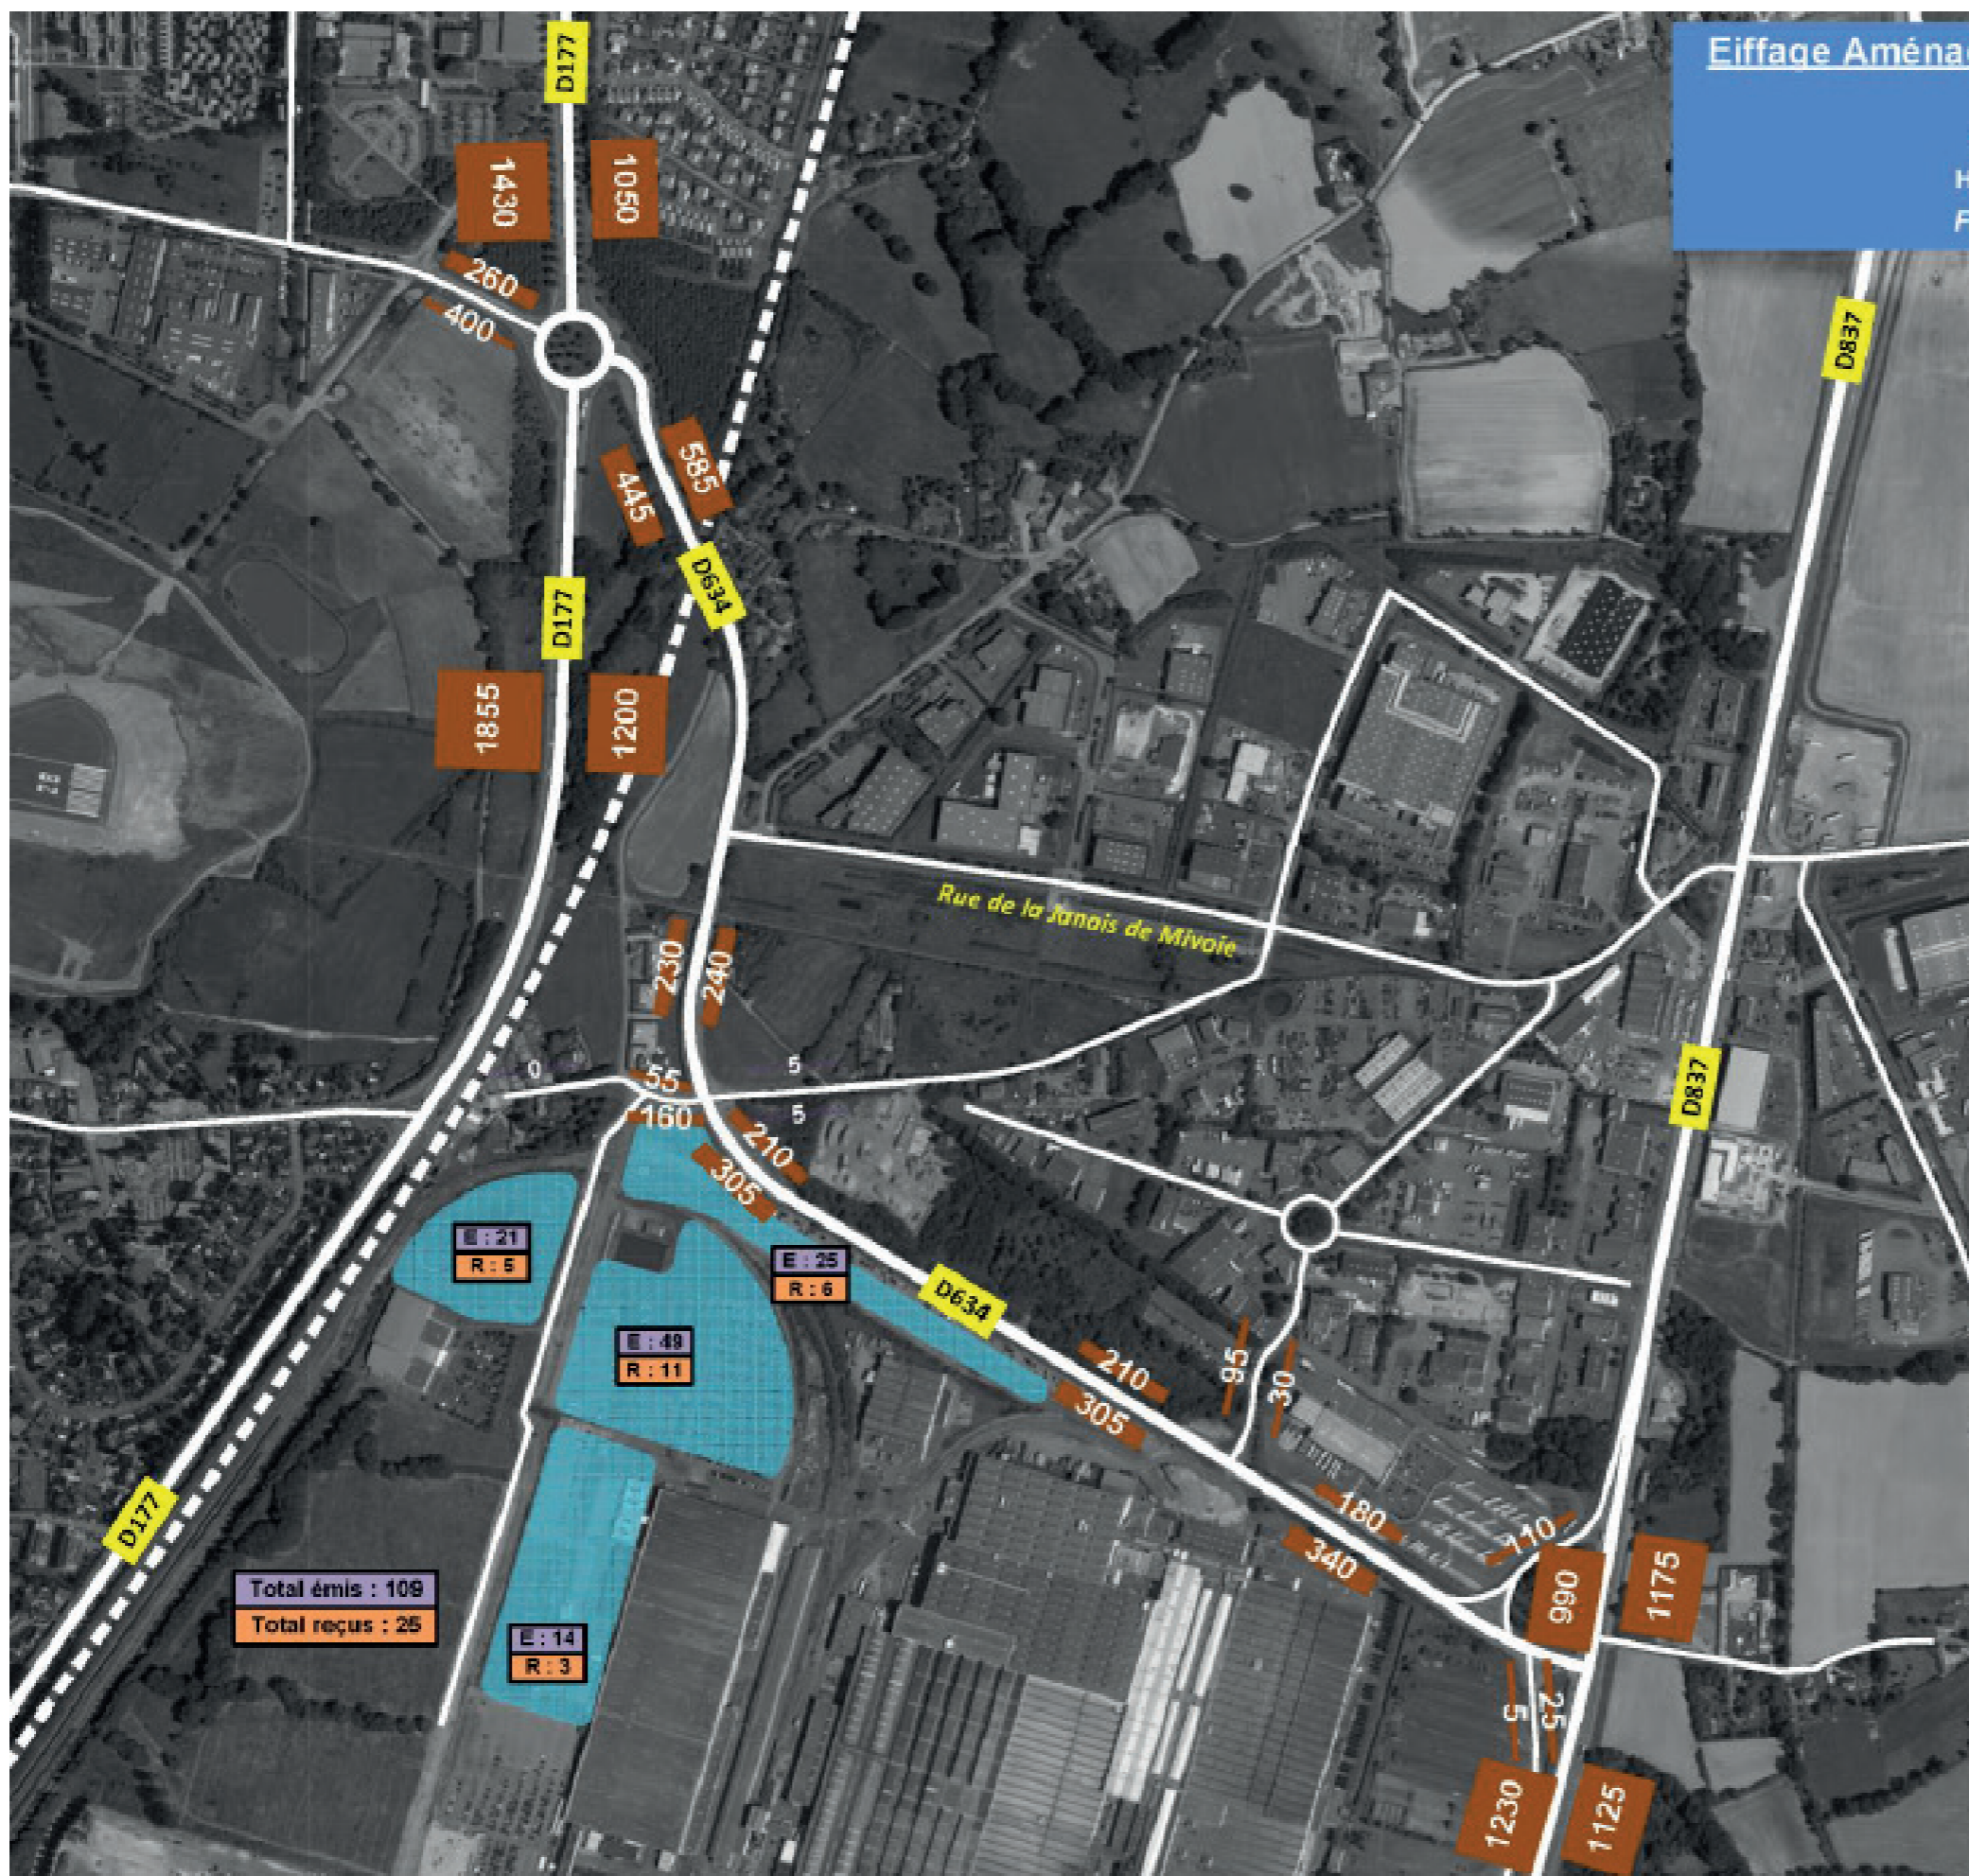 Eiffage Aména
H
F
D177
1430
1050
260
400
D837
585
445
D634
D177
1855
1200
Rue de la Janais de Mivoie
230
240
0
5
55
160
5
D837
210
305
E : 21
R : 5
E : 25
R : 6
D634
E : 49
R : 11
210
305
95
30
D177
180
110
340
990
1175
Total émis : 109
Total reçus : 25
E : 14
R : 3
5
25
1230
1125